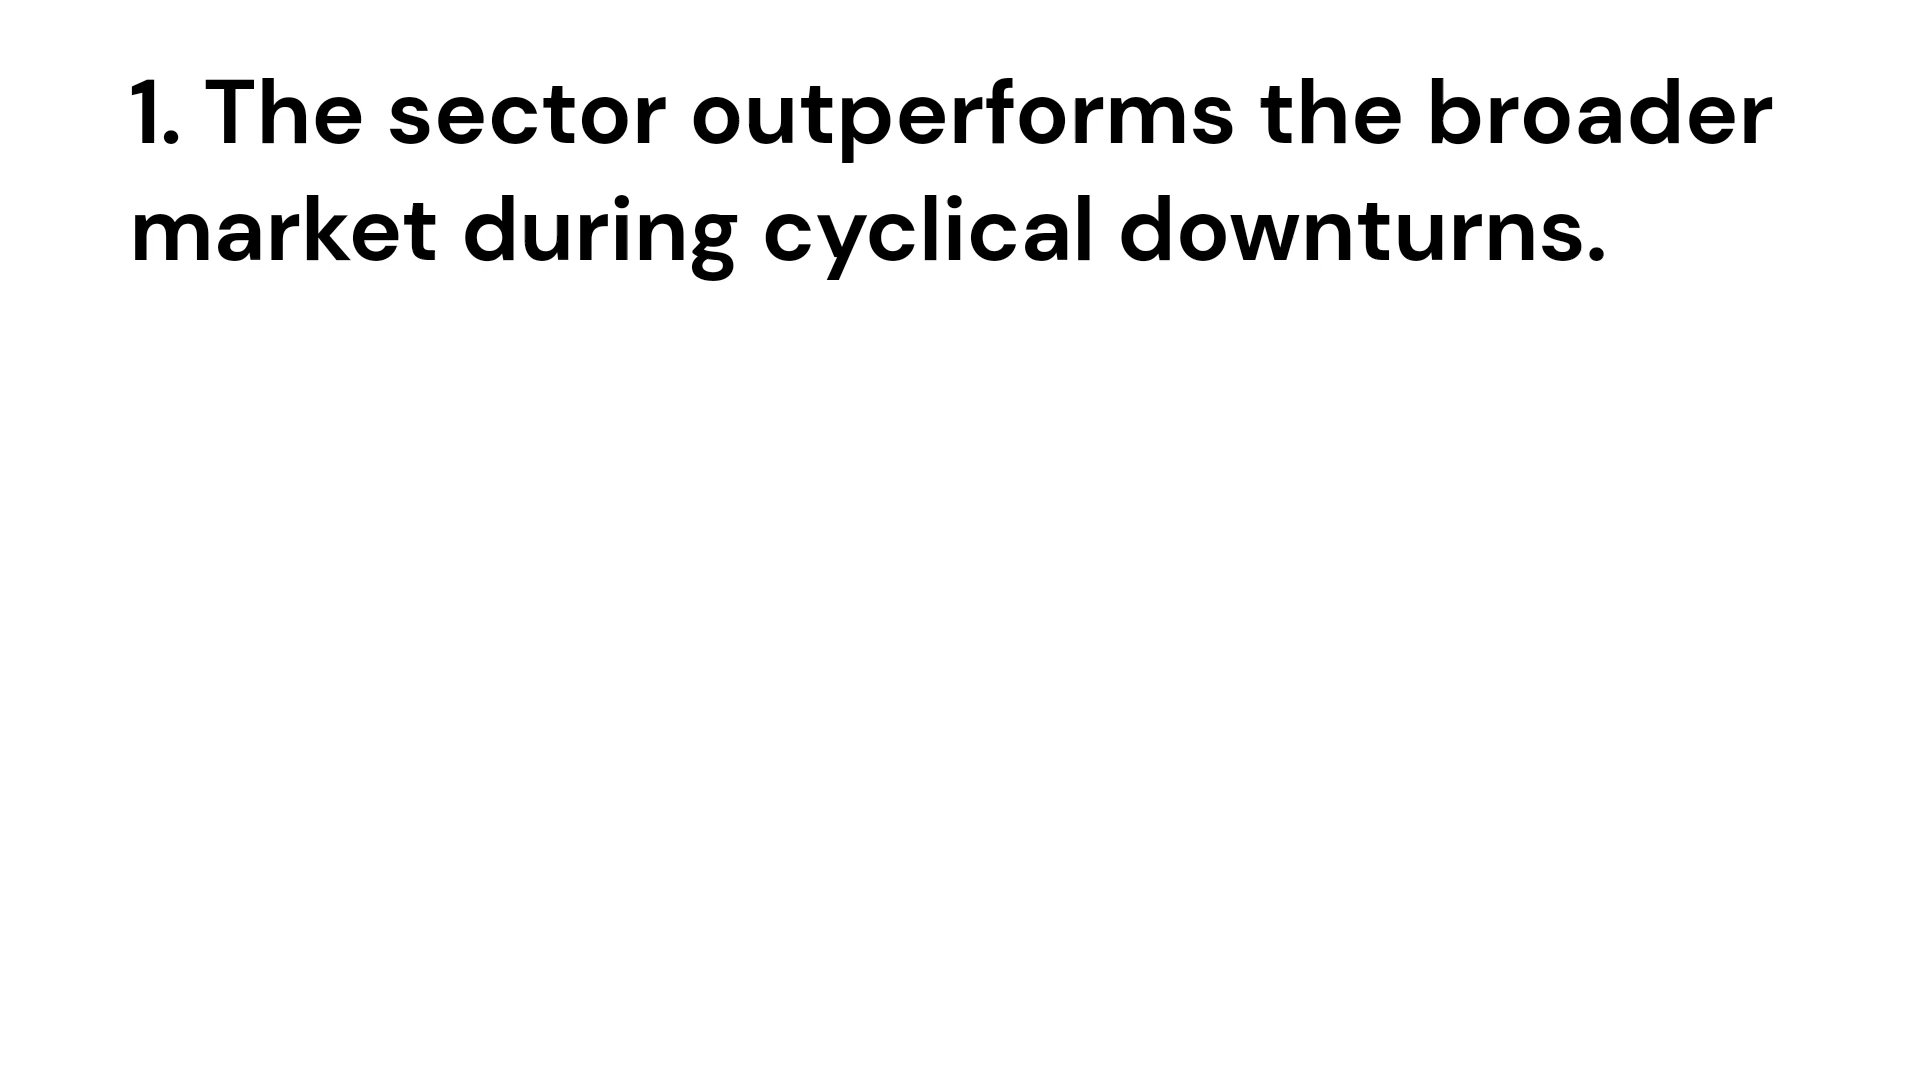 1. The sector outperforms the broader
market during cyclical downturns.